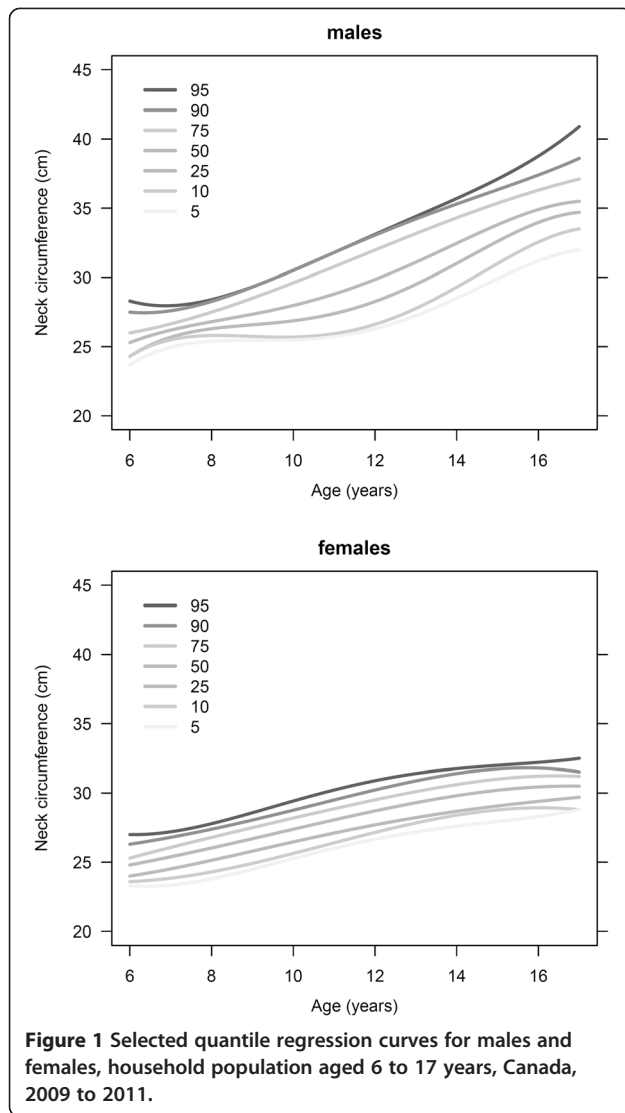 males
45
40
35
30
25
20
Neck circumference (cm)
95
90
75
50
25
10
5
6 8 10 12 14 16
Age (years)
females
45
40
35
30
25
20
Neck circumference (cm)
95
90
75
50
25
10
5
6 8 10 12 14 16
Age (years)
Figure 1 Selected quantile regression curves for males and
females, household population aged 6 to 17 years, Canada,
2009 to 2011.